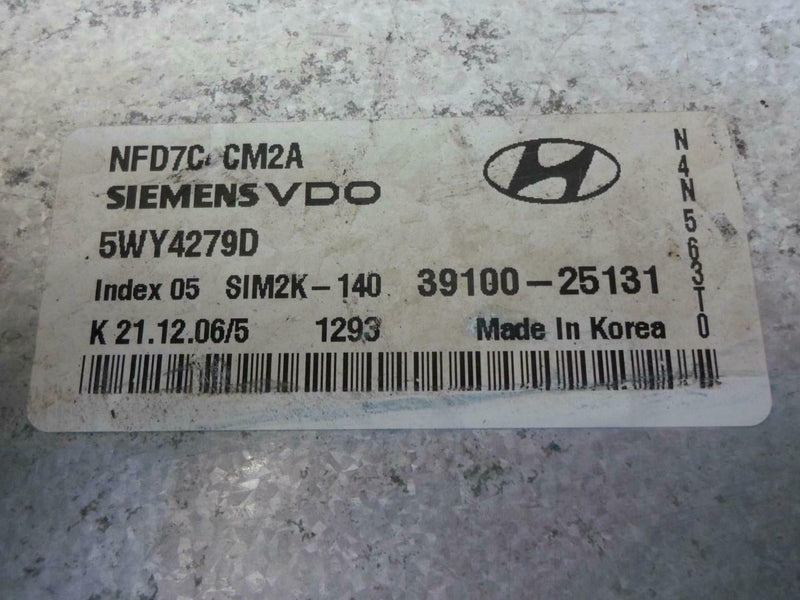 NFD7C CM2A
SIEMENS VDO
5WY4279D
Index 05 SIM2K-140 39100-25131
K 21.12.06/5 1293 Made In Korea
N4N563T0